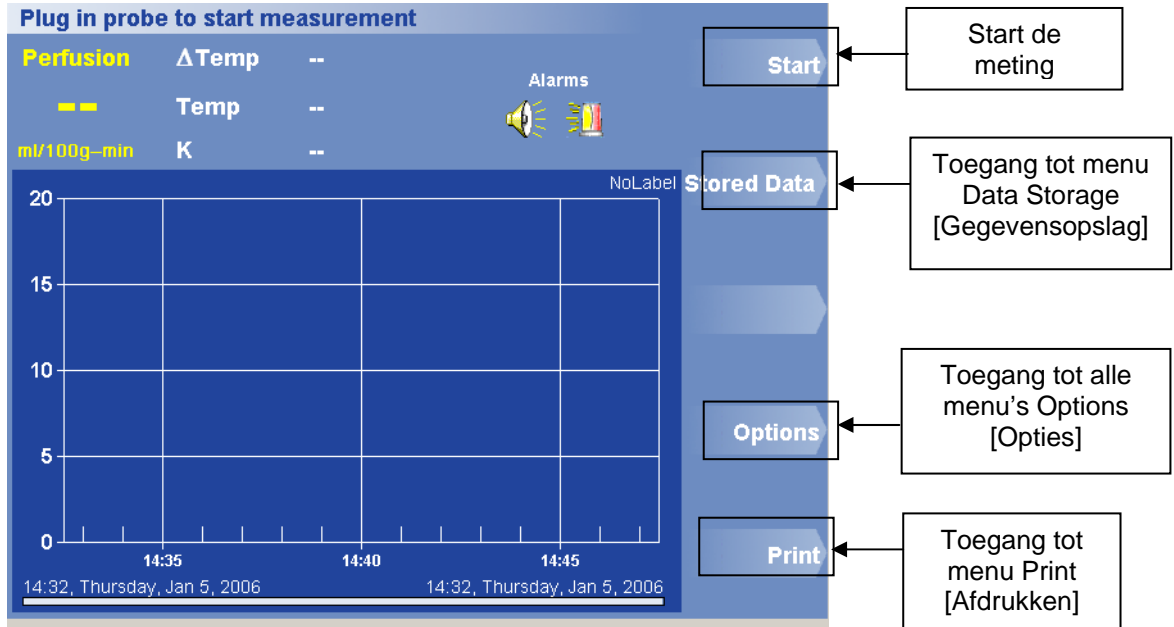 Plug in probe to start measurement
Perfusion
ΔTemp --
-- Temp --
ml/100g–min K --
Alarms
Start
Start de
meting
NoLabel
Stored Data
Toegang tot menu
Data Storage
[Gegevensopslag]
20
15
10
5
0
14:35 14:40 14:45
14:32, Thursday, Jan 5, 2006 14:32, Thursday, Jan 5, 2006
Options
Toegang tot alle
menu’s Options
[Opties]
Print
Toegang tot
menu Print
[Afdrukken]